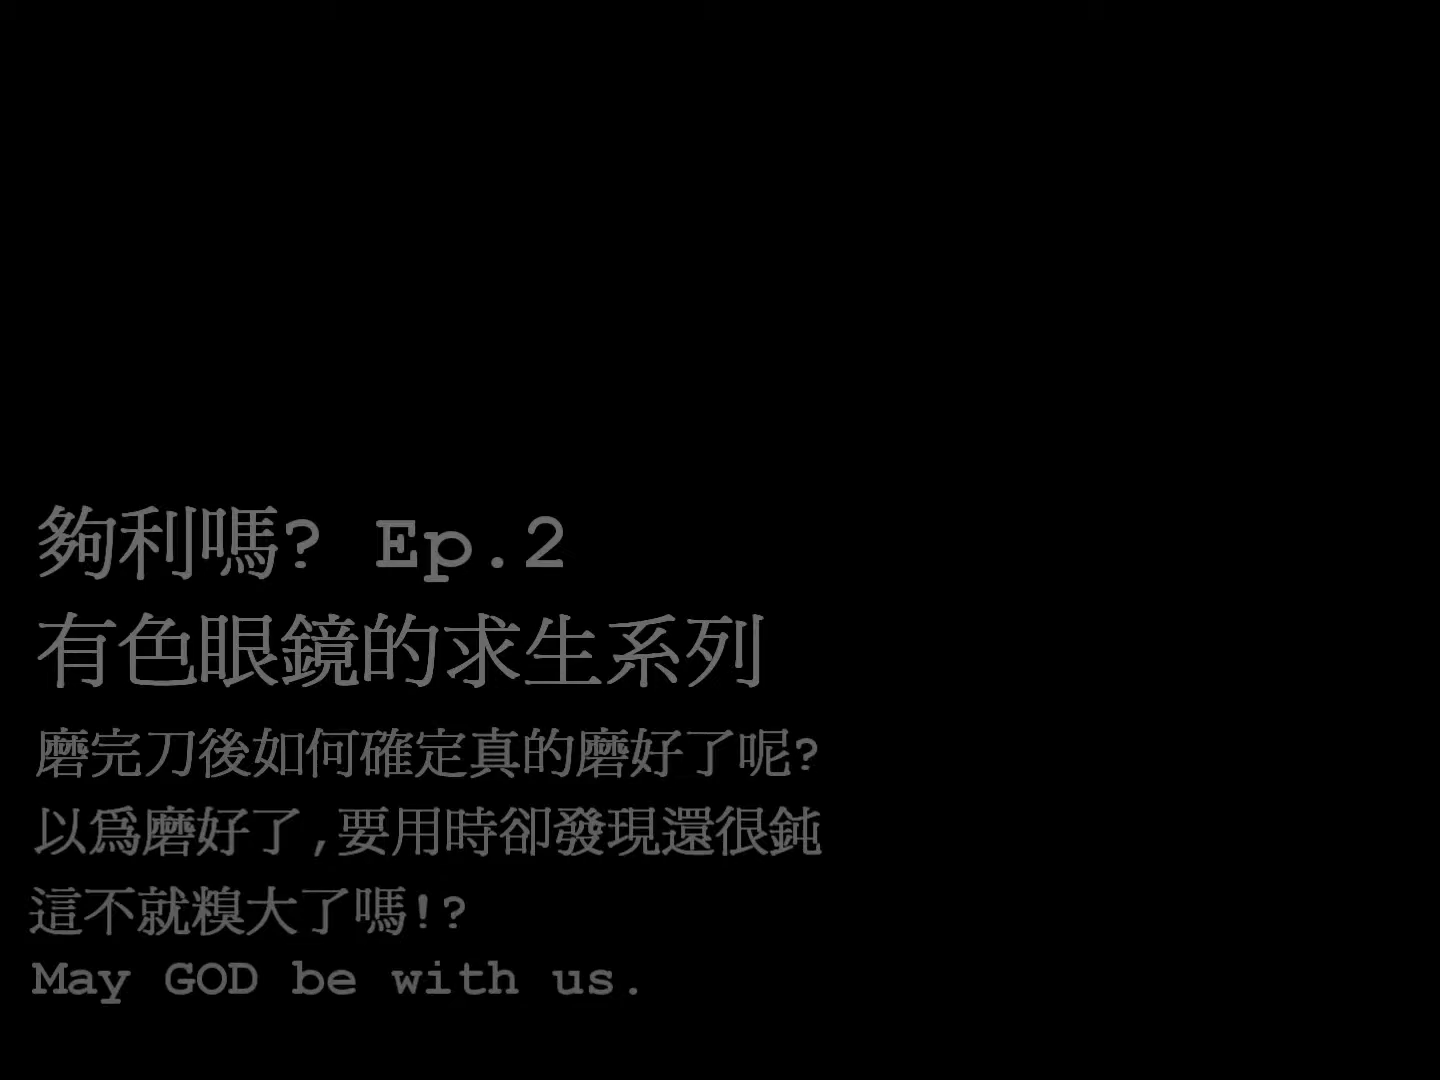 夠利嗎? Ep.2
有色眼鏡的求生系列
磨完刀後如何確定真的磨好了呢?
以爲磨好了,要用時卻發現還很鈍
這不就糗大了嗎!?
May GOD be with us.